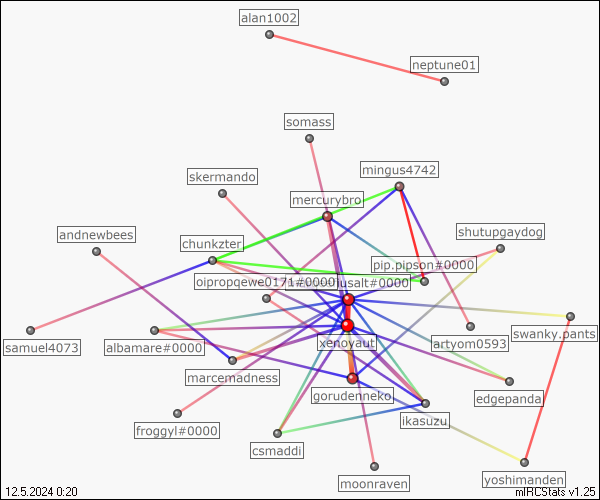 alan1002
neptune01
somass
mingus4742
skermando
mercurybro
shutupgaydog
andnewbees
chunkzter
pip.pipson#0000
oipropqewe0171#0000
usalt#0000
swanky.pants
samuel4073
albamare#0000
xenoyaut
artyom0593
marcemadness
gorudenneko
edgepanda
ikasuzu
froggyl#0000
csmaddi
moonraven
yoshimanden
12.5.2024 0:20
mIRCStats v1.25